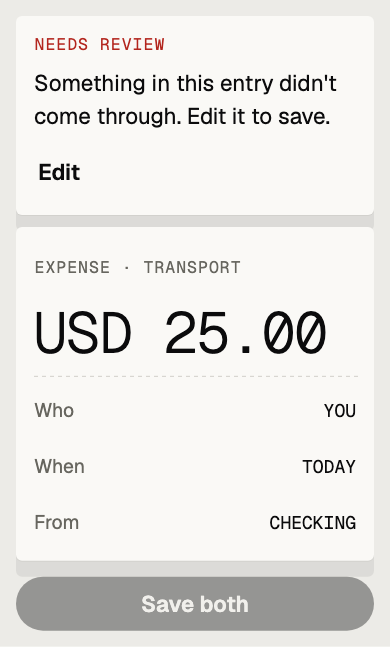 NEEDS REVIEW
Something in this entry didn't
come through. Edit it to save.
Edit
EXPENSE · TRANSPORT
USD 25.00
Who YOU
When TODAY
From CHECKING
Save both